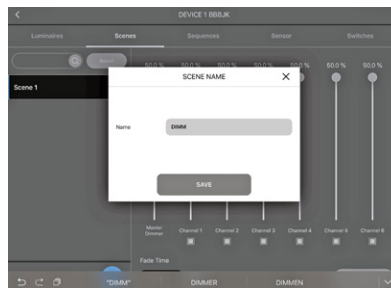 DEVICE 1 BBBJK
Luminaires Scenes Sequences Sensor Switches
50.0 % 50.0 % 50.0 % 50.0 % 50.0 % 50.0 % 50.0 %
SCENE NAME
Scene 1
Name DIMM
SAVE
Master Dimmer Channel 1 Channel 2 Channel 3 Channel 4 Channel 5 Channel 6
Fade Time
"DIMM" DIMMER DIMMEN